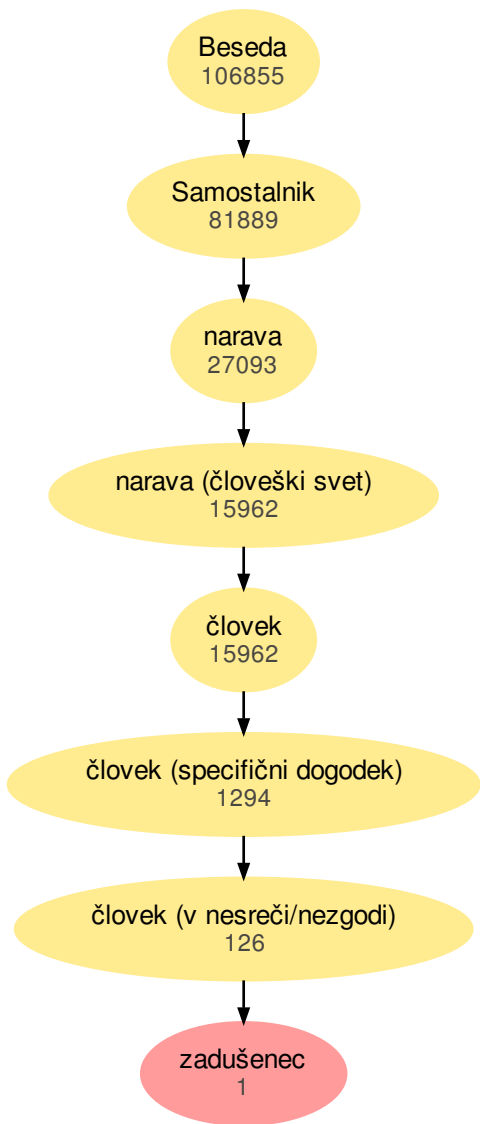 Beseda
106855
Samostalnik
81889
narava
27093
narava (človeški svet)
15962
človek
15962
človek (specifični dogodek)
1294
človek (v nesreči/nezgodi)
126
zadušenec
1